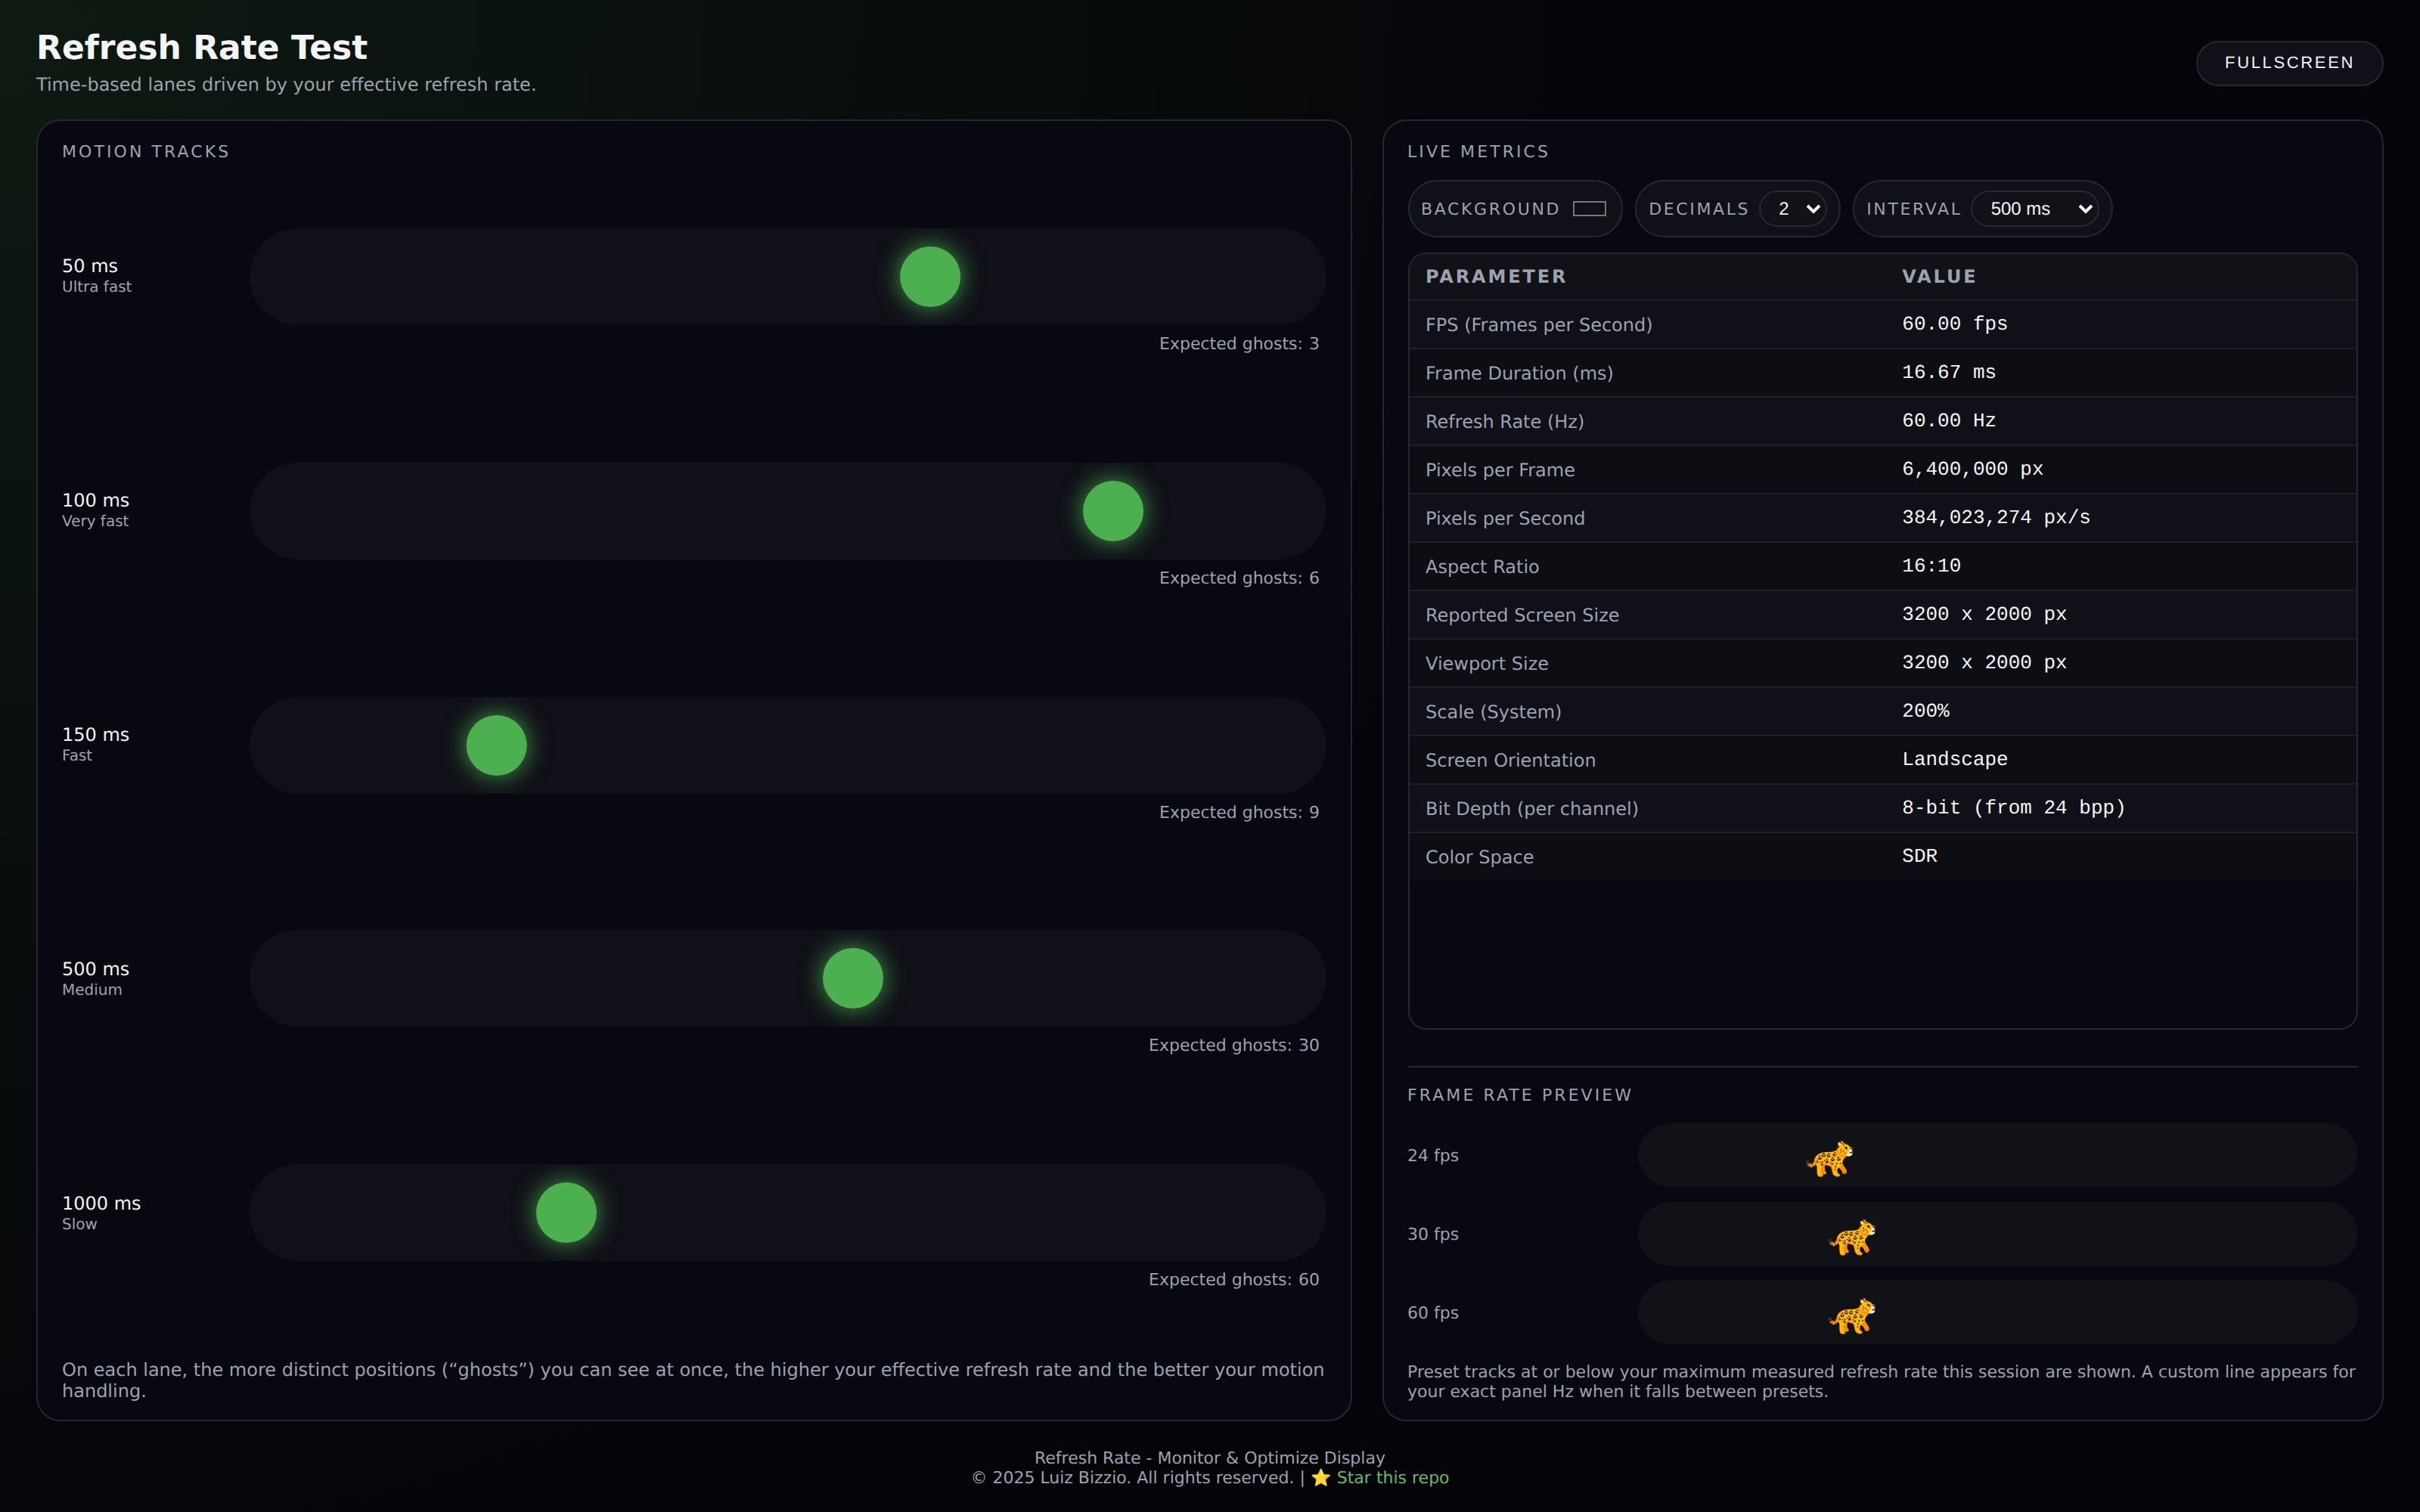 Refresh Rate Test
Time-based lanes driven by your effective refresh rate.
FULLSCREEN
MOTION TRACKS
50 ms
Ultra fast
Expected ghosts: 3
100 ms
Very fast
Expected ghosts: 6
150 ms
Fast
Expected ghosts: 9
500 ms
Medium
Expected ghosts: 30
1000 ms
Slow
Expected ghosts: 60
On each lane, the more distinct positions (“ghosts”) you can see at once, the higher your effective refresh rate and the better your motion
handling.
LIVE METRICS
BACKGROUND DECIMALS 2 INTERVAL 500 ms
PARAMETER VALUE
FPS (Frames per Second) 60.00 fps
Frame Duration (ms) 16.67 ms
Refresh Rate (Hz) 60.00 Hz
Pixels per Frame 6,400,000 px
Pixels per Second 384,023,274 px/s
Aspect Ratio 16:10
Reported Screen Size 3200 x 2000 px
Viewport Size 3200 x 2000 px
Scale (System) 200%
Screen Orientation Landscape
Bit Depth (per channel) 8-bit (from 24 bpp)
Color Space SDR
FRAME RATE PREVIEW
24 fps
30 fps
60 fps
Preset tracks at or below your maximum measured refresh rate this session are shown. A custom line appears for
your exact panel Hz when it falls between presets.
Refresh Rate - Monitor & Optimize Display
© 2025 Luiz Bizzio. All rights reserved. | ⭐ Star this repo